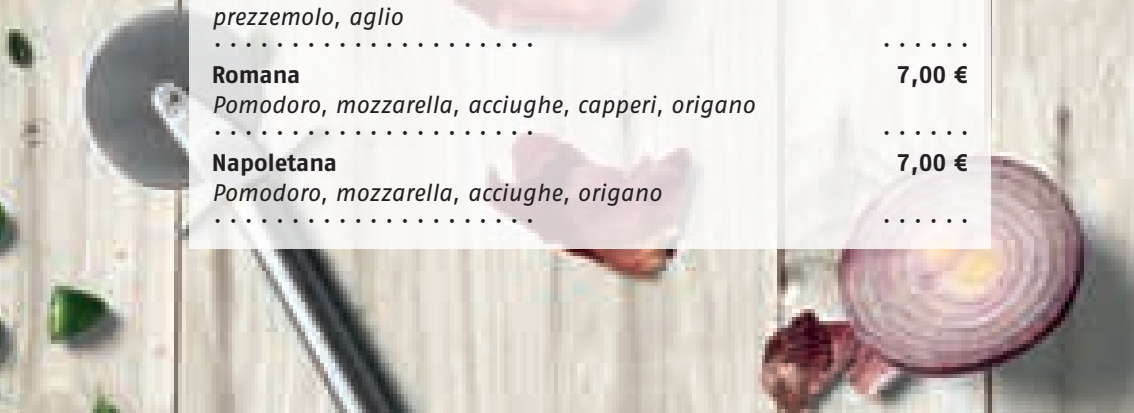 prezzemolo, aglio
. . . . . . . . . . . . . . . . . . . . . . . . . . . .
Romana 7,00 €
Pomodoro, mozzarella, acciughe, capperi, origano
. . . . . . . . . . . . . . . . . . . . . . . . . . . .
Napoletana 7,00 €
Pomodoro, mozzarella, acciughe, origano
. . . . . . . . . . . . . . . . . . . . . . . . . . . .